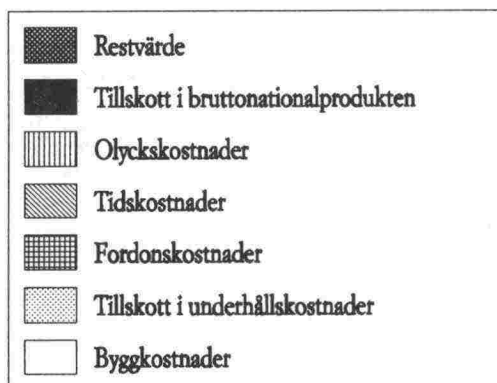 Restvärde
Tillskott i bruttonationalprodukten
Olyckskostnader
Tidskostnader
Fordonskostnader
Tillskott i underhållskostnader
Byggkostnader